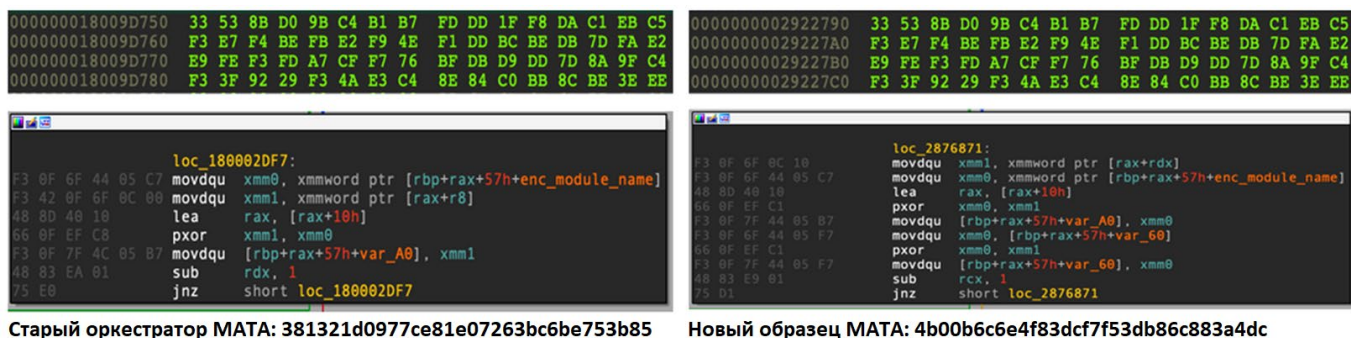 000000018009D750 33 53 8B D0 9B C4 B1 B7 FD DD 1F F8 DA C1 EB C5
000000018009D760 F3 E7 F4 BE FB E2 F9 4E F1 DD BC BE DB 7D FA E2
000000018009D770 E9 FE F3 FD A7 CF F7 76 BF DB D9 DD 7D 8A 9F C4
000000018009D780 F3 3F 92 29 F3 4A E3 C4 8E 84 C0 BB 8C BE 3E EE
loc_180002DF7:
F3 0F 6F 44 05 C7 movdqu xmm0, xmmword ptr [rbp+rax+57h+enc_module_name]
F3 42 0F 6F 0C 00 movdqu xmm1, xmmword ptr [rax+r8]
48 8D 40 10 lea rax, [rax+10h]
66 0F EF C8 pxor xmm1, xmm0
F3 0F 7F 4C 05 B7 movdqu [rbp+rax+57h+var_A0], xmm1
48 83 EA 01 sub rdx, 1
75 E0 jnz short loc_180002DF7
Старый оркестратор MATA: 381321d0977ce81e07263bc6be753b85
0000000002922790 33 53 8B D0 9B C4 B1 B7 FD DD 1F F8 DA C1 EB C5
00000000029227A0 F3 E7 F4 BE FB E2 F9 4E F1 DD BC BE DB 7D FA E2
00000000029227B0 E9 FE F3 FD A7 CF F7 76 BF DB D9 DD 7D 8A 9F C4
00000000029227C0 F3 3F 92 29 F3 4A E3 C4 8E 84 C0 BB 8C BE 3E EE
loc_2876871:
F3 0F 6F 0C 10 movdqu xmm1, xmmword ptr [rax+rdx]
F3 0F 6F 44 05 C7 movdqu xmm0, xmmword ptr [rbp+rax+57h+enc_module_name]
48 8D 40 10 lea rax, [rax+10h]
66 0F EF C1 pxor xmm0, xmm1
F3 0F 7F 44 05 B7 movdqu [rbp+rax+57h+var_A0], xmm0
F3 0F 6F 44 05 F7 movdqu xmm0, [rbp+rax+57h+var_60]
66 0F EF C1 pxor xmm0, xmm1
F3 0F 7F 44 05 F7 movdqu [rbp+rax+57h+var_60], xmm0
48 83 E9 01 sub rcx, 1
75 D1 jnz short loc_2876871
Новый образец MATA: 4b00b6c6e4f83dcf7f53db86c883a4dc